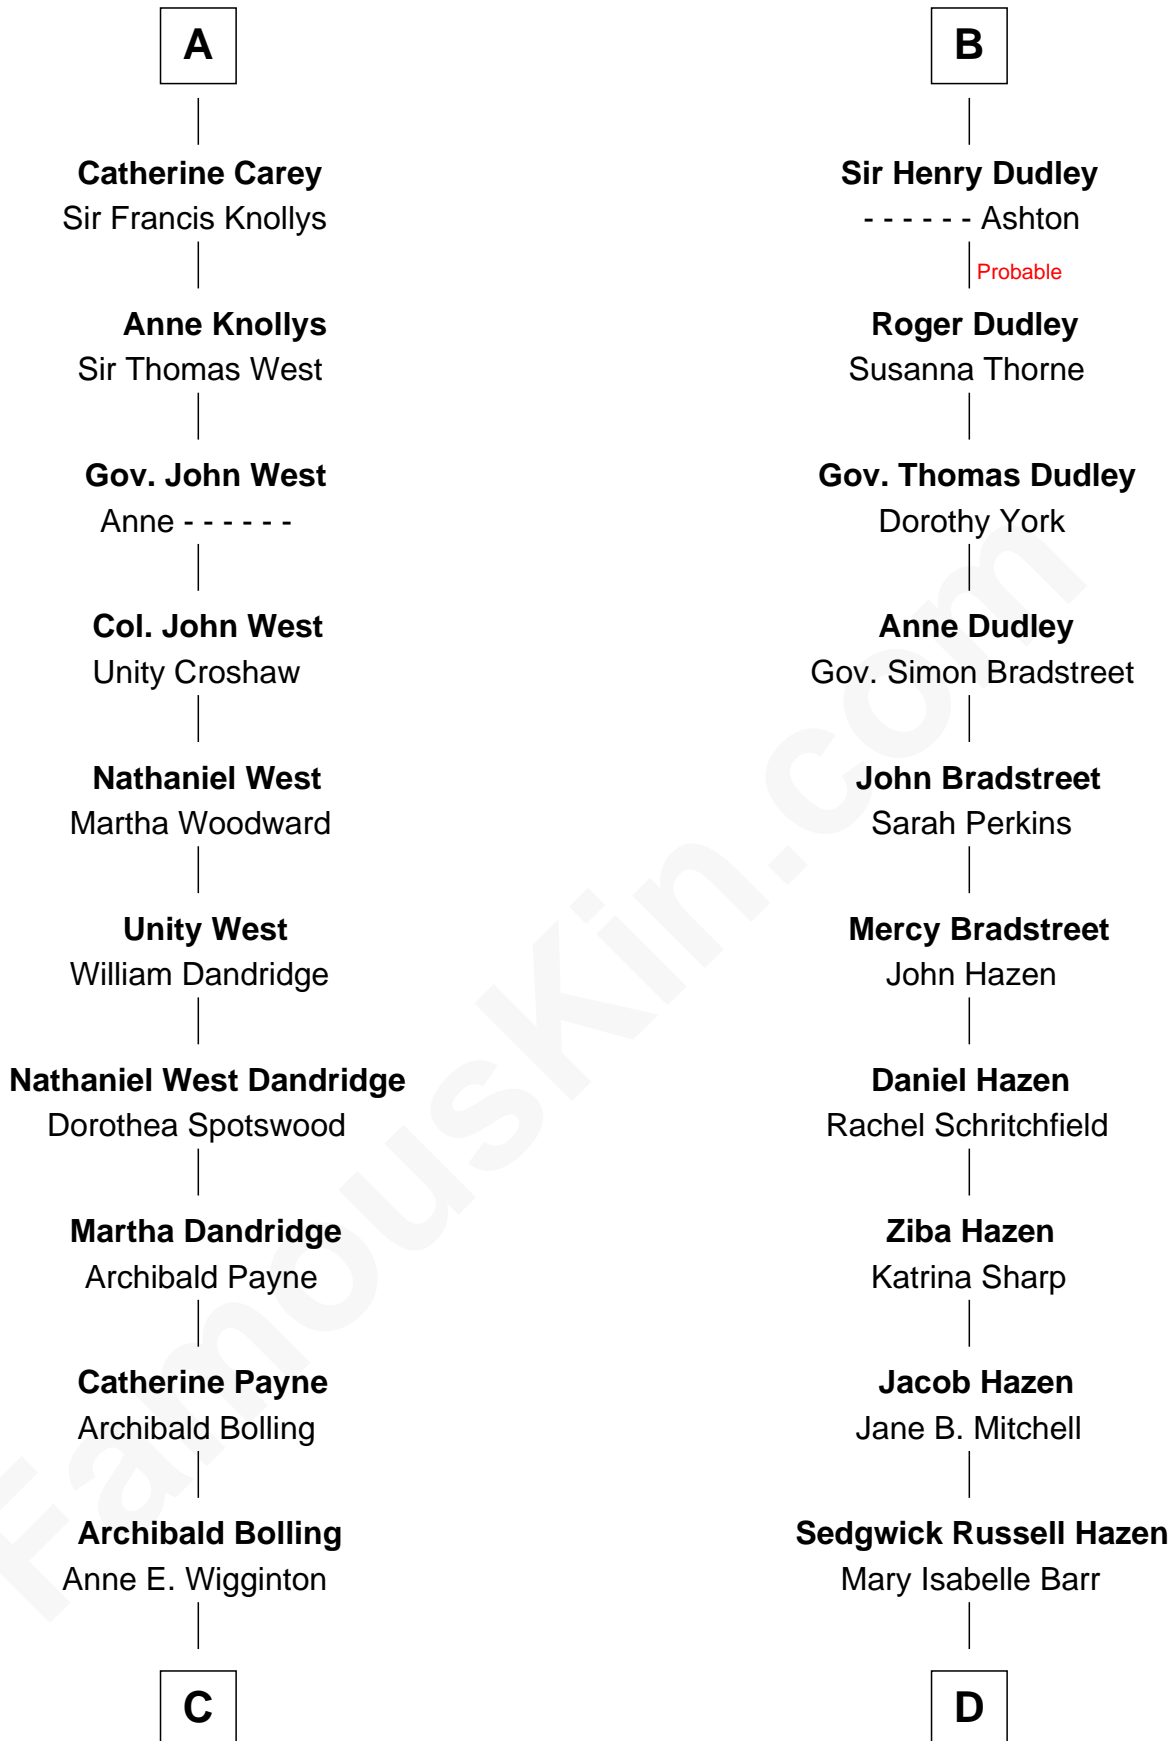 A
Catherine Carey
Sir Francis Knollys
Anne Knollys
Sir Thomas West
Gov. John West
Anne - - - - - -
Col. John West
Unity Croshaw
Nathaniel West
Martha Woodward
Unity West
William Dandridge
Nathaniel West Dandridge
Dorothea Spotswood
Martha Dandridge
Archibald Payne
Catherine Payne
Archibald Bolling
Archibald Bolling
Anne E. Wigginton
C
B
Sir Henry Dudley
- - - - - - Ashton
Probable
Roger Dudley
Susanna Thorne
Gov. Thomas Dudley
Dorothy York
Anne Dudley
Gov. Simon Bradstreet
John Bradstreet
Sarah Perkins
Mercy Bradstreet
John Hazen
Daniel Hazen
Rachel Schritchfield
Ziba Hazen
Katrina Sharp
Jacob Hazen
Jane B. Mitchell
Sedgwick Russell Hazen
Mary Isabelle Barr
D
FamousKin.com